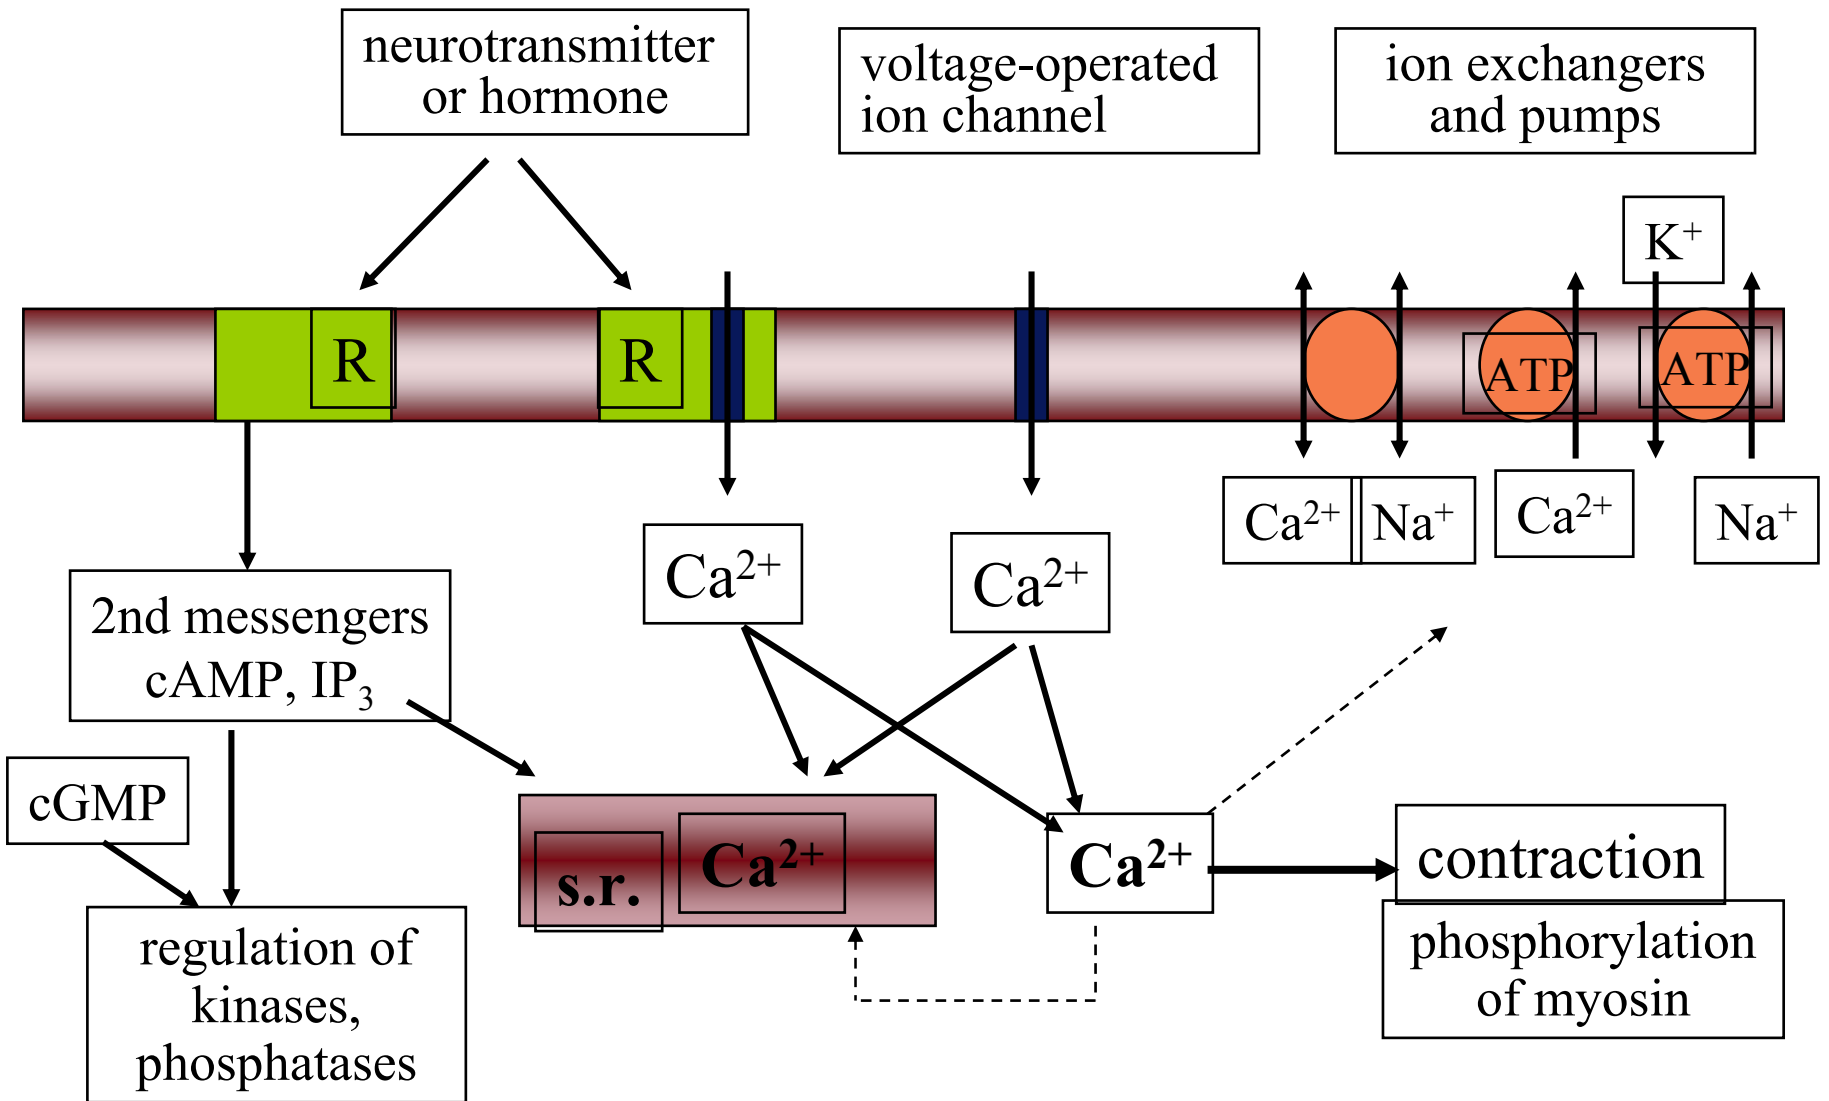 neurotransmitter
or hormone
voltage-operated
ion channel
ion exchangers
and pumps
K⁺
R
R
ATP
ATP
Ca²⁺
Na⁺
Ca²⁺
Na⁺
Ca²⁺
Ca²⁺
2nd messengers
cAMP, IP₃
cGMP
s.r.
Ca²⁺
Ca²⁺
contraction
phosphorylation
of myosin
regulation of
kinases,
phosphatases